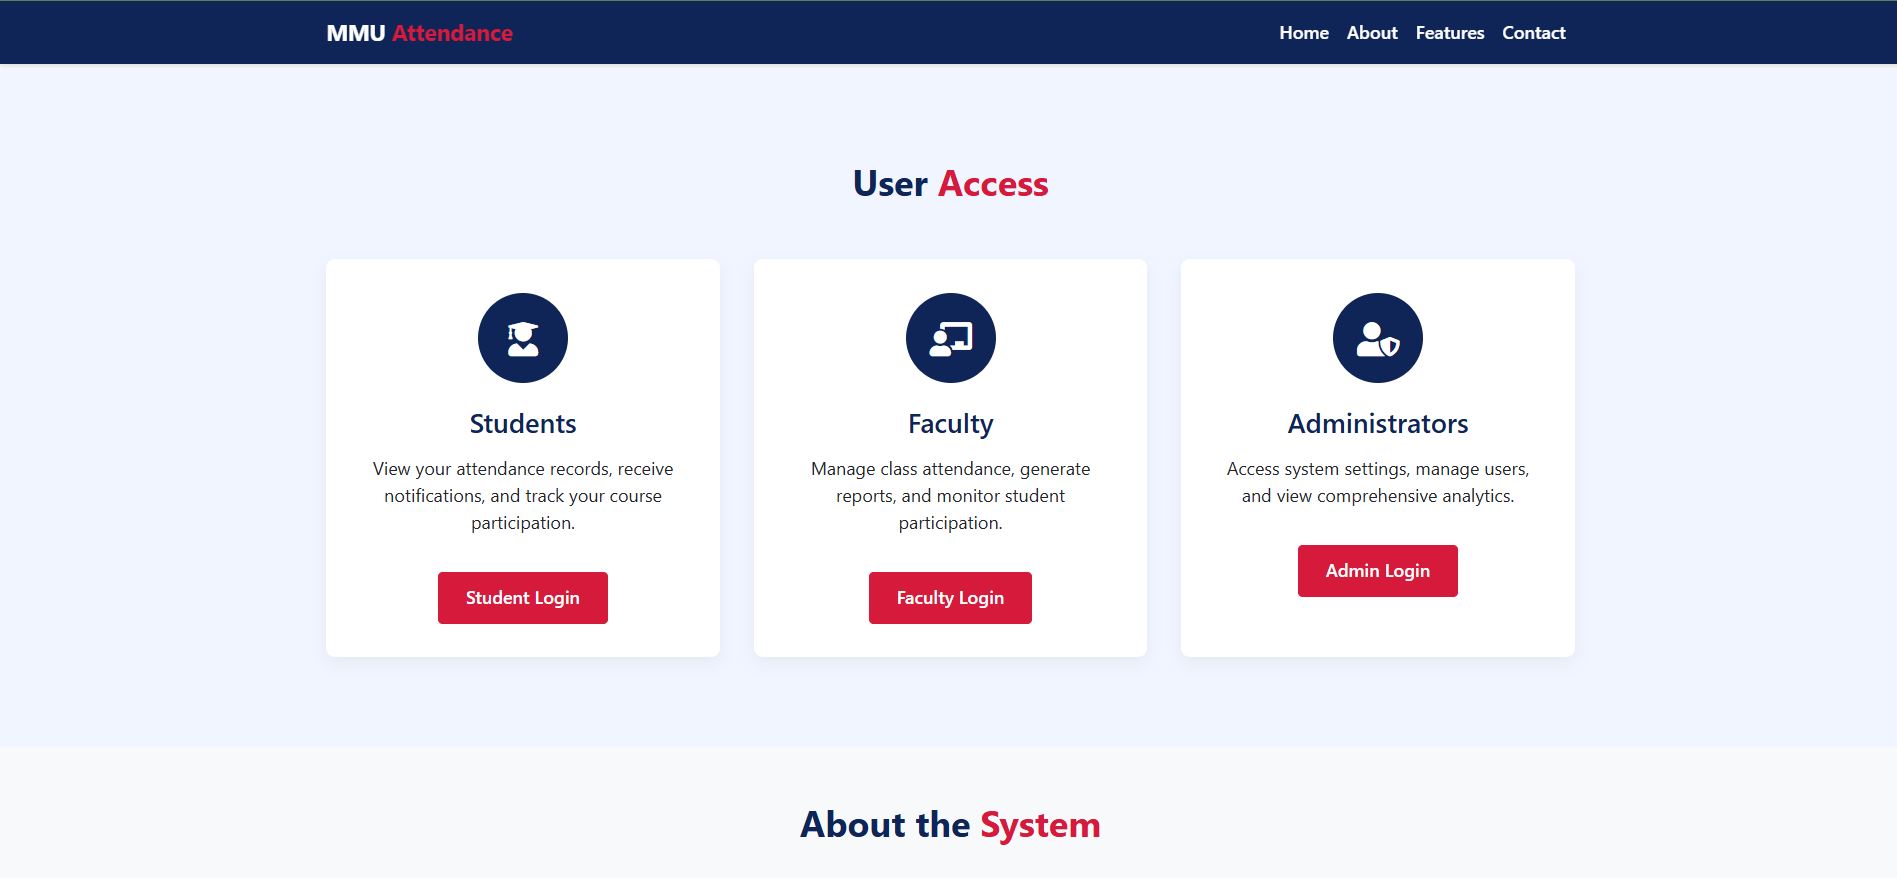 MMU Attendance
Home About Features Contact
User Access
Students
View your attendance records, receive
notifications, and track your course
participation.
Student Login
Faculty
Manage class attendance, generate
reports, and monitor student
participation.
Faculty Login
Administrators
Access system settings, manage users,
and view comprehensive analytics.
Admin Login
About the System